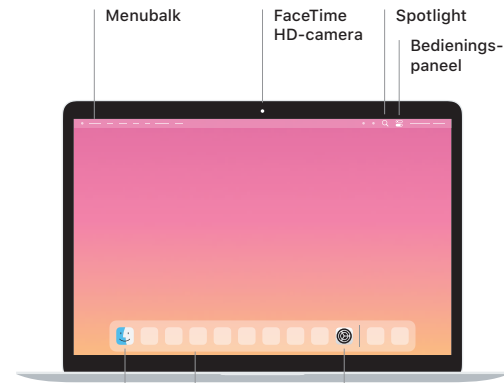 Menubalk
FaceTime
HD-camera
Spotlight
Bedienings-
paneel